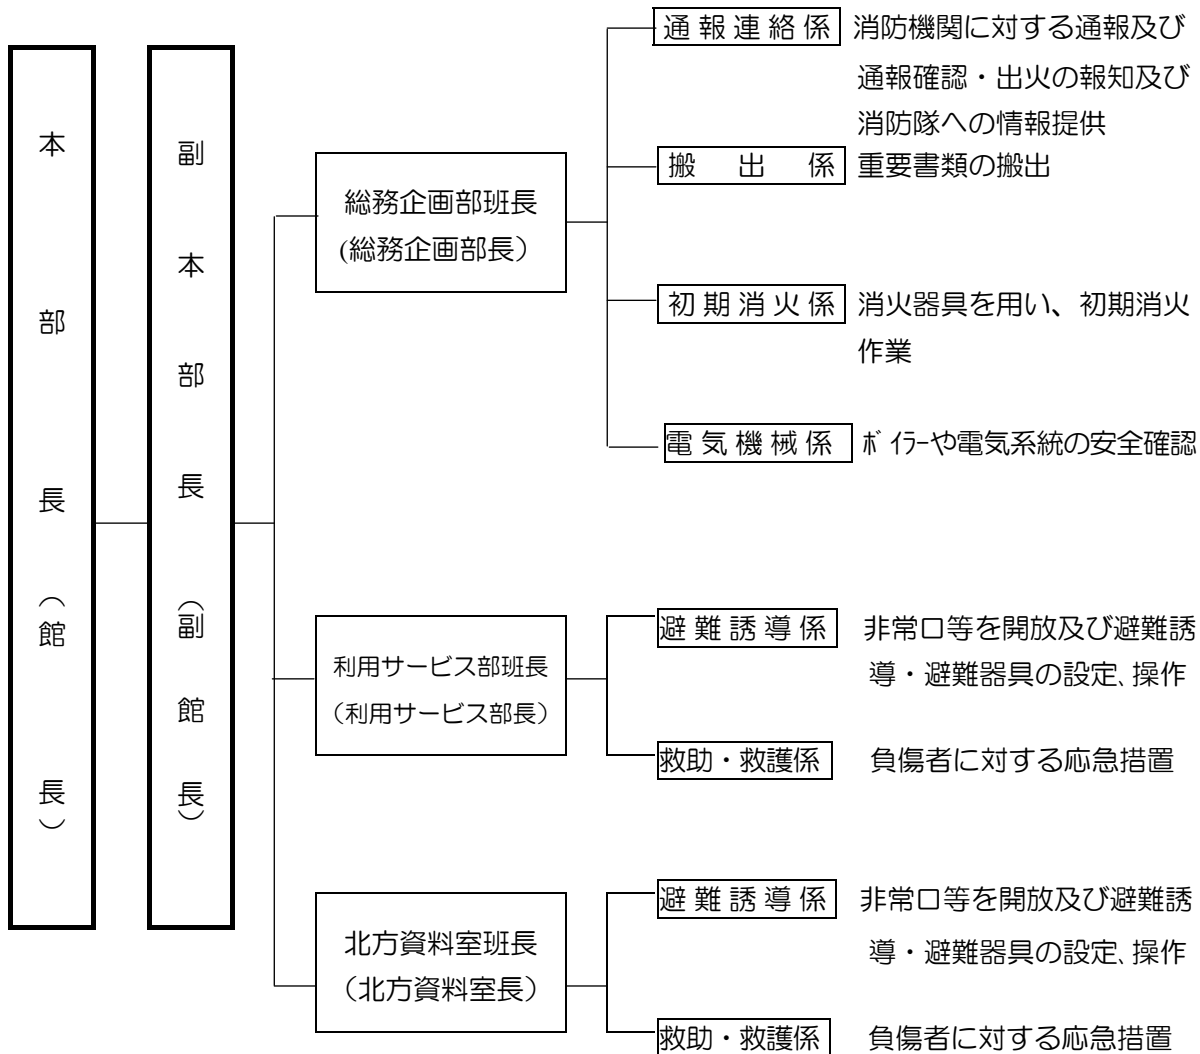 本部長（館長）
副本部長（副館長）
総務企画部班長
(総務企画部長）
通報連絡係 消防機関に対する通報及び
通報確認・出火の報知及び
消防隊への情報提供
搬出係 重要書類の搬出
初期消火係 消火器具を用い、初期消火
作業
電気機械係 ﾎﾞｲﾗｰや電気系統の安全確認
利用サービス部班長
（利用サービス部長）
避難誘導係 非常口等を開放及び避難誘
導・避難器具の設定、操作
救助・救護係 負傷者に対する応急措置
北方資料室班長
（北方資料室長）
避難誘導係 非常口等を開放及び避難誘
導・避難器具の設定、操作
救助・救護係 負傷者に対する応急措置